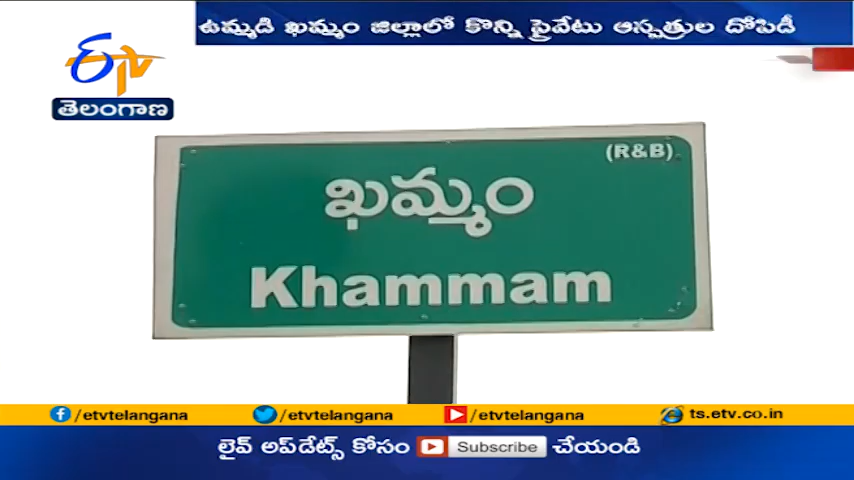 ఉమ్మడి ఖమ్మం జిల్లాలో కొన్ని ప్రైవేటు ఆస్పత్రుల దోపిడీ
ETV
తెలంగాణ
(R&B)
ఖమ్మం
Khammam
/etvtelangana /etvtelangana /etvtelangana ts.etv.co.in
లైవ్ అప్‌డేట్స్ కోసం Subscribe చేయండి